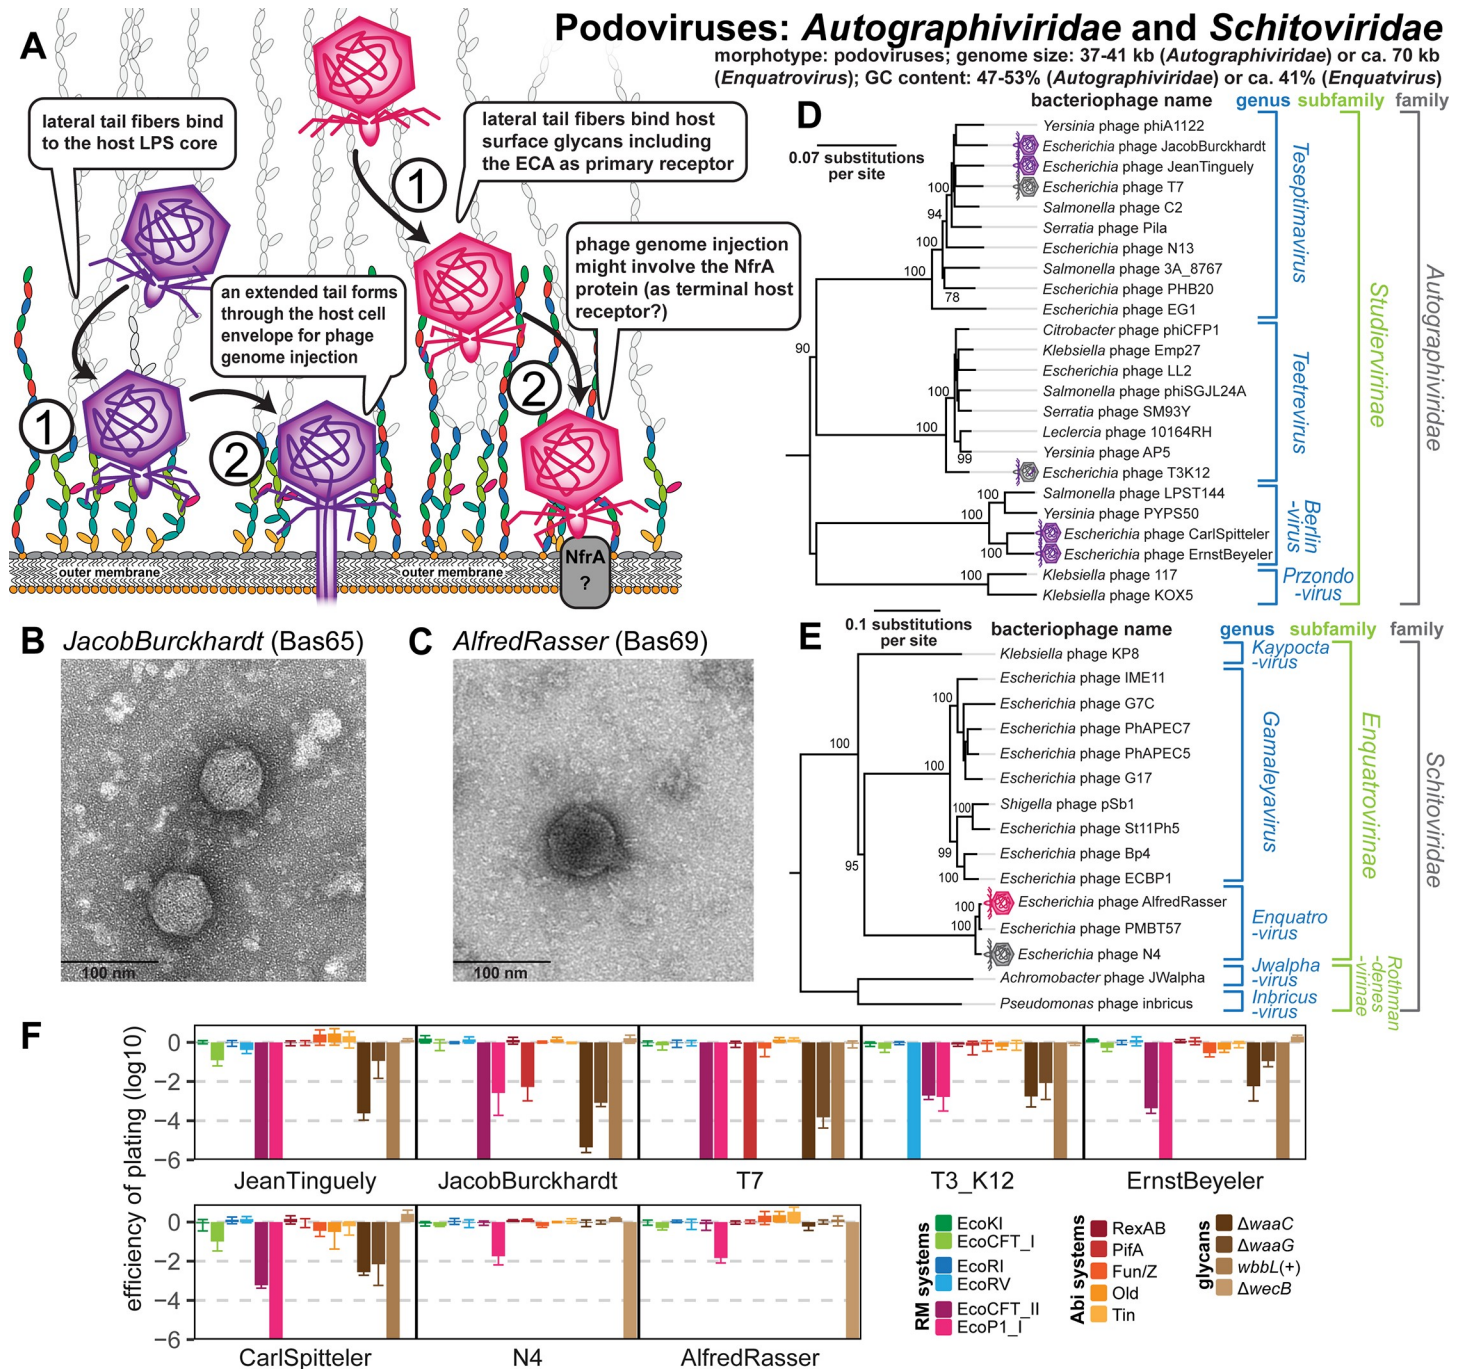 A
Podoviruses: Autographiviridae and Schitoviridae
morphotype: podoviruses; genome size: 37-41 kb (Autographiviridae) or ca. 70 kb
(Enquatrovirus); GC content: 47-53% (Autographiviridae) or ca. 41% (Enquatvirus)
lateral tail fibers bind
to the host LPS core
lateral tail fibers bind host
surface glycans including
the ECA as primary receptor
1
phage genome injection
might involve the NfrA
protein (as terminal host
receptor?)
an extended tail forms
through the host cell
envelope for phage
genome injection
1
2
2
outer membrane
outer membrane
NfrA
?
B JacobBurckhardt (Bas65)
100 nm
C AlfredRasser (Bas69)
100 nm
D
bacteriophage name genus subfamily family
0.07 substitutions
per site
Yersinia phage phiA1122
Escherichia phage JacobBurckhardt
Escherichia phage JeanTinguely
Escherichia phage T7
Salmonella phage C2
Serratia phage Pila
Escherichia phage N13
Salmonella phage 3A_8767
Escherichia phage PHB20
Escherichia phage EG1
Citrobacter phage phiCFP1
Klebsiella phage Emp27
Escherichia phage LL2
Salmonella phage phiSGJL24A
Serratia phage SM93Y
Leclercia phage 10164RH
Yersinia phage AP5
Escherichia phage T3K12
Salmonella phage LPST144
Yersinia phage PYPS50
Escherichia phage CarlSpitteler
Escherichia phage ErnstBeyeler
Klebsiella phage 117
Klebsiella phage KOX5
100
94
100
100
78
90
100
100
99
100
100
100
100
Teseptimavirus
Teetrevirus
Berlin
-virus
Przondo
-virus
Studiervirinae
Autographiviridae
E
0.1 substitutions
per site
bacteriophage name genus subfamily family
Klebsiella phage KP8
Escherichia phage IME11
Escherichia phage G7C
Escherichia phage PhAPEC7
Escherichia phage PhAPEC5
Escherichia phage G17
Shigella phage pSb1
Escherichia phage St11Ph5
Escherichia phage Bp4
Escherichia phage ECBP1
Escherichia phage AlfredRasser
Escherichia phage PMBT57
Escherichia phage N4
Achromobacter phage JWalpha
Pseudomonas phage inbricus
100
100
100
100
99
100
95
100
100
Kaypocta
-virus
Gamaleyavirus
Enquatro
-virus
Jwalpha
-virus
Inbricus
-virus
Enquatrovirinae
Rothman
-denes
-virinae
Schitoviridae
F
efficiency of plating (log10)
0
−2
−4
−6
JeanTinguely
JacobBurckhardt
T7
T3_K12
ErnstBeyeler
0
−2
−4
−6
CarlSpitteler
N4
AlfredRasser
RM systems
EcoKI
EcoCFT_I
EcoRI
EcoRV
EcoCFT_II
EcoP1_I
Abi systems
RexAB
PifA
Fun/Z
Old
Tin
glycans
ΔwaaC
ΔwaaG
wbbL(+)
ΔwecB